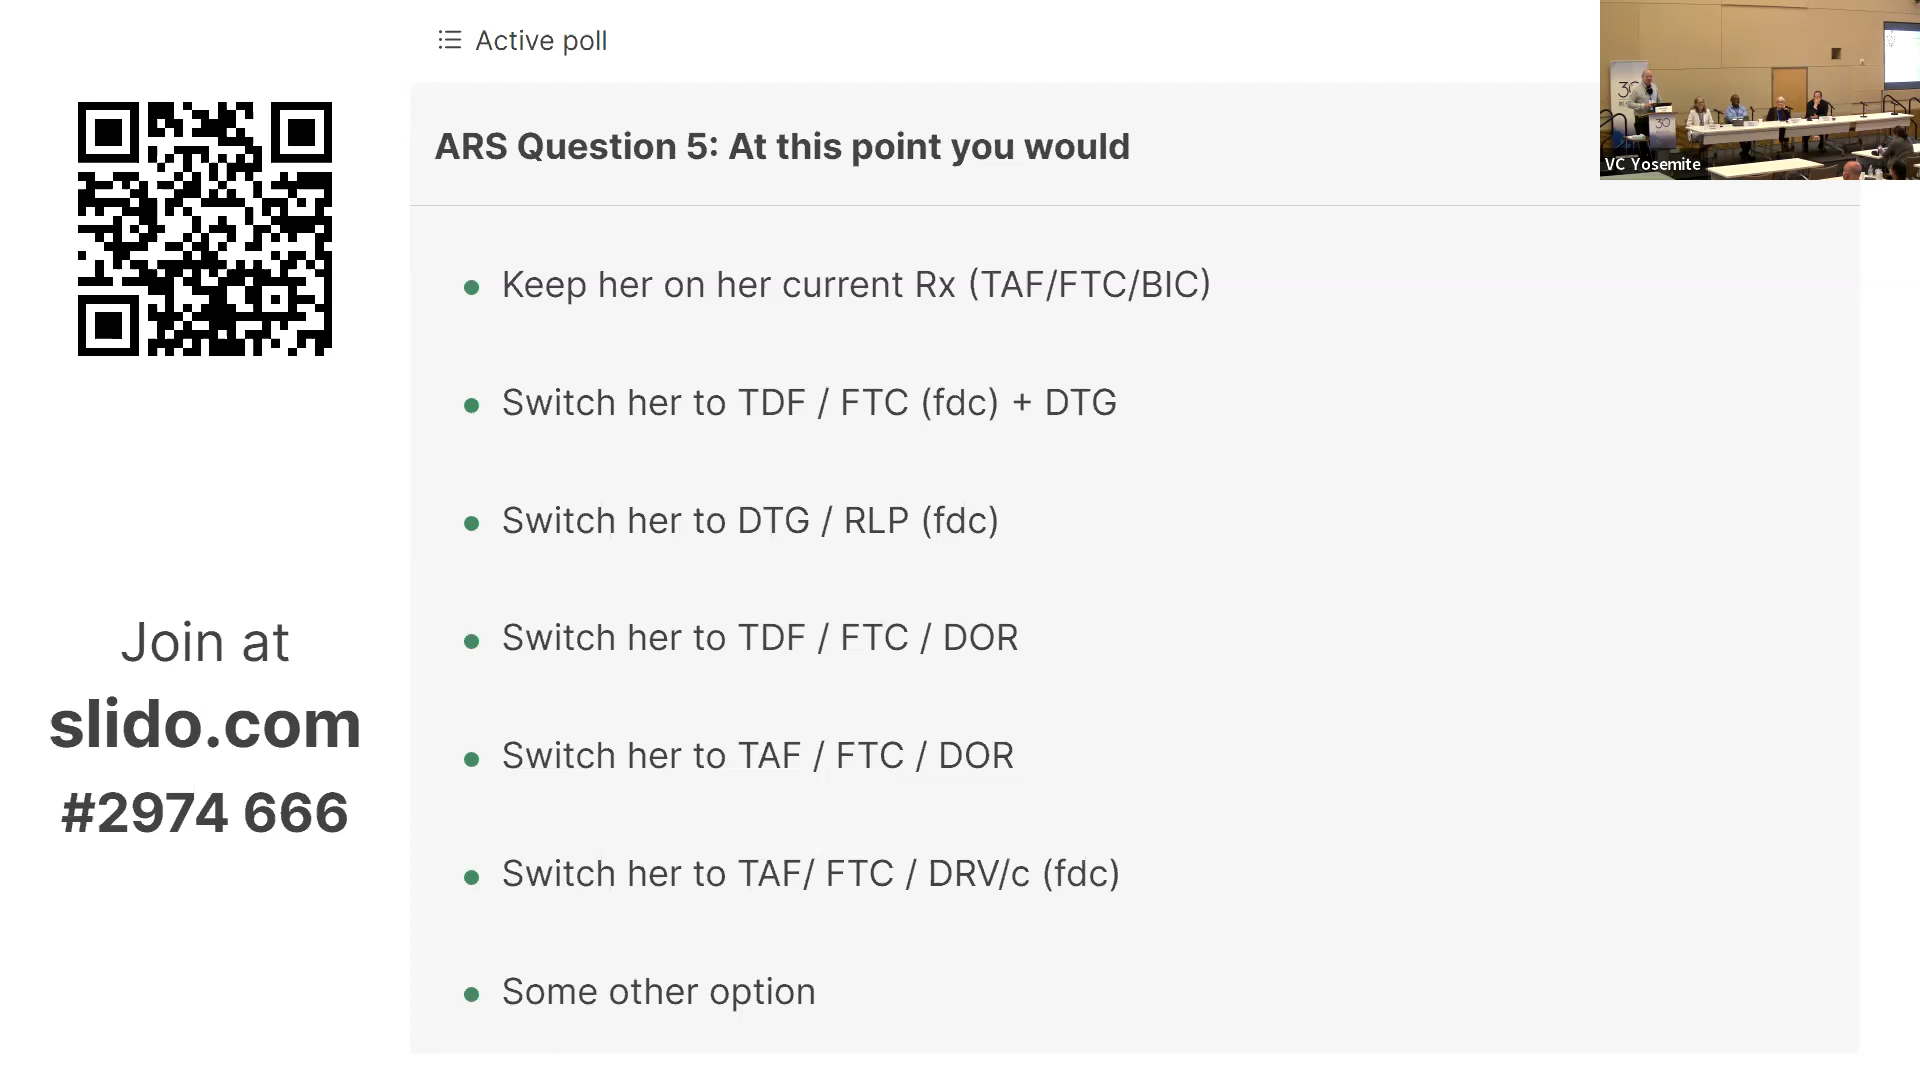 Active poll
ARS Question 5: At this point you would
Keep her on her current Rx (TAF/FTC/BIC)
Switch her to TDF / FTC (fdc) + DTG
Switch her to DTG / RLP (fdc)
Switch her to TDF / FTC / DOR
Switch her to TAF / FTC / DOR
Switch her to TAF/ FTC / DRV/c (fdc)
Some other option
Join at
slido.com
#2974 666
30
30
VC Yosemite